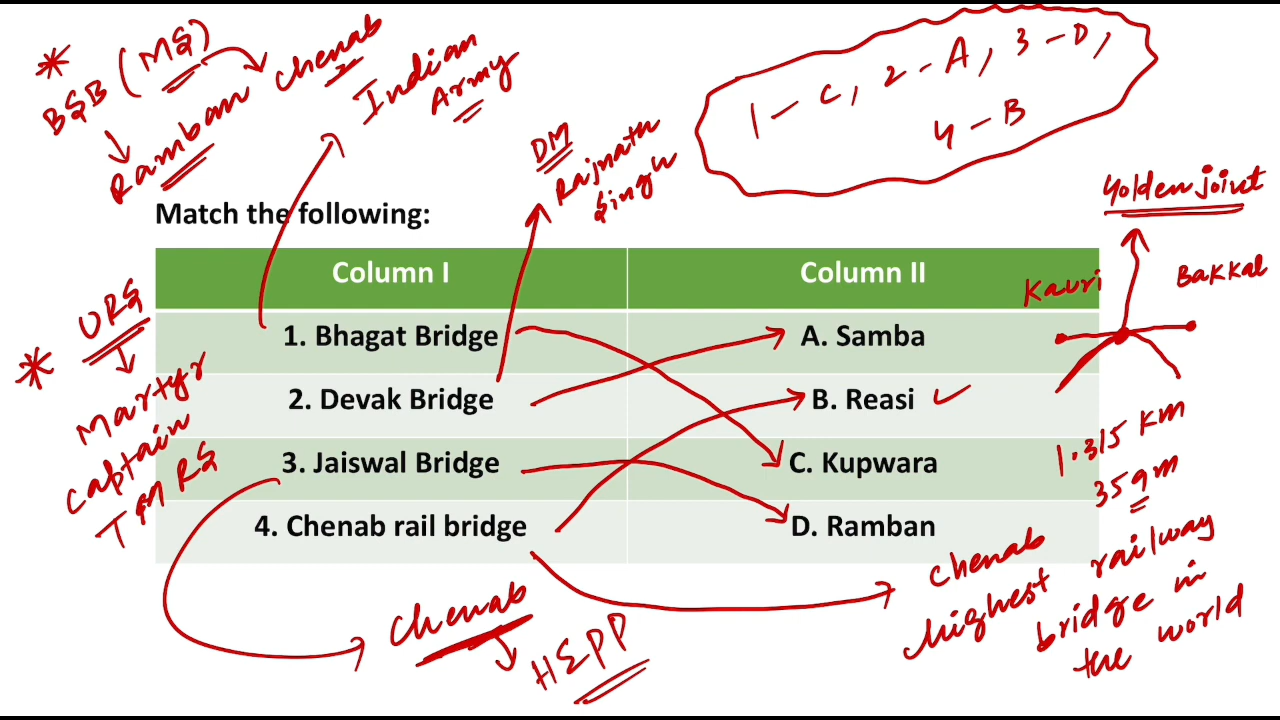 * BSB (MS)
Ramban Chenab
Indian
Army
DM
Rajnath
Singh
1 - C, 2 - A, 3 - D,
4 - B
Golden joint
Kauri
Bakkal
Match the following:
Column I Column II
1. Bhagat Bridge A. Samba
2. Devak Bridge B. Reasi ✓
3. Jaiswal Bridge C. Kupwara
4. Chenab rail bridge D. Ramban
* URS
Martyr
Captain
TM RS
1.315 KM
359m
Chenab
HEPP
chenab
highest railway
bridge in
the world